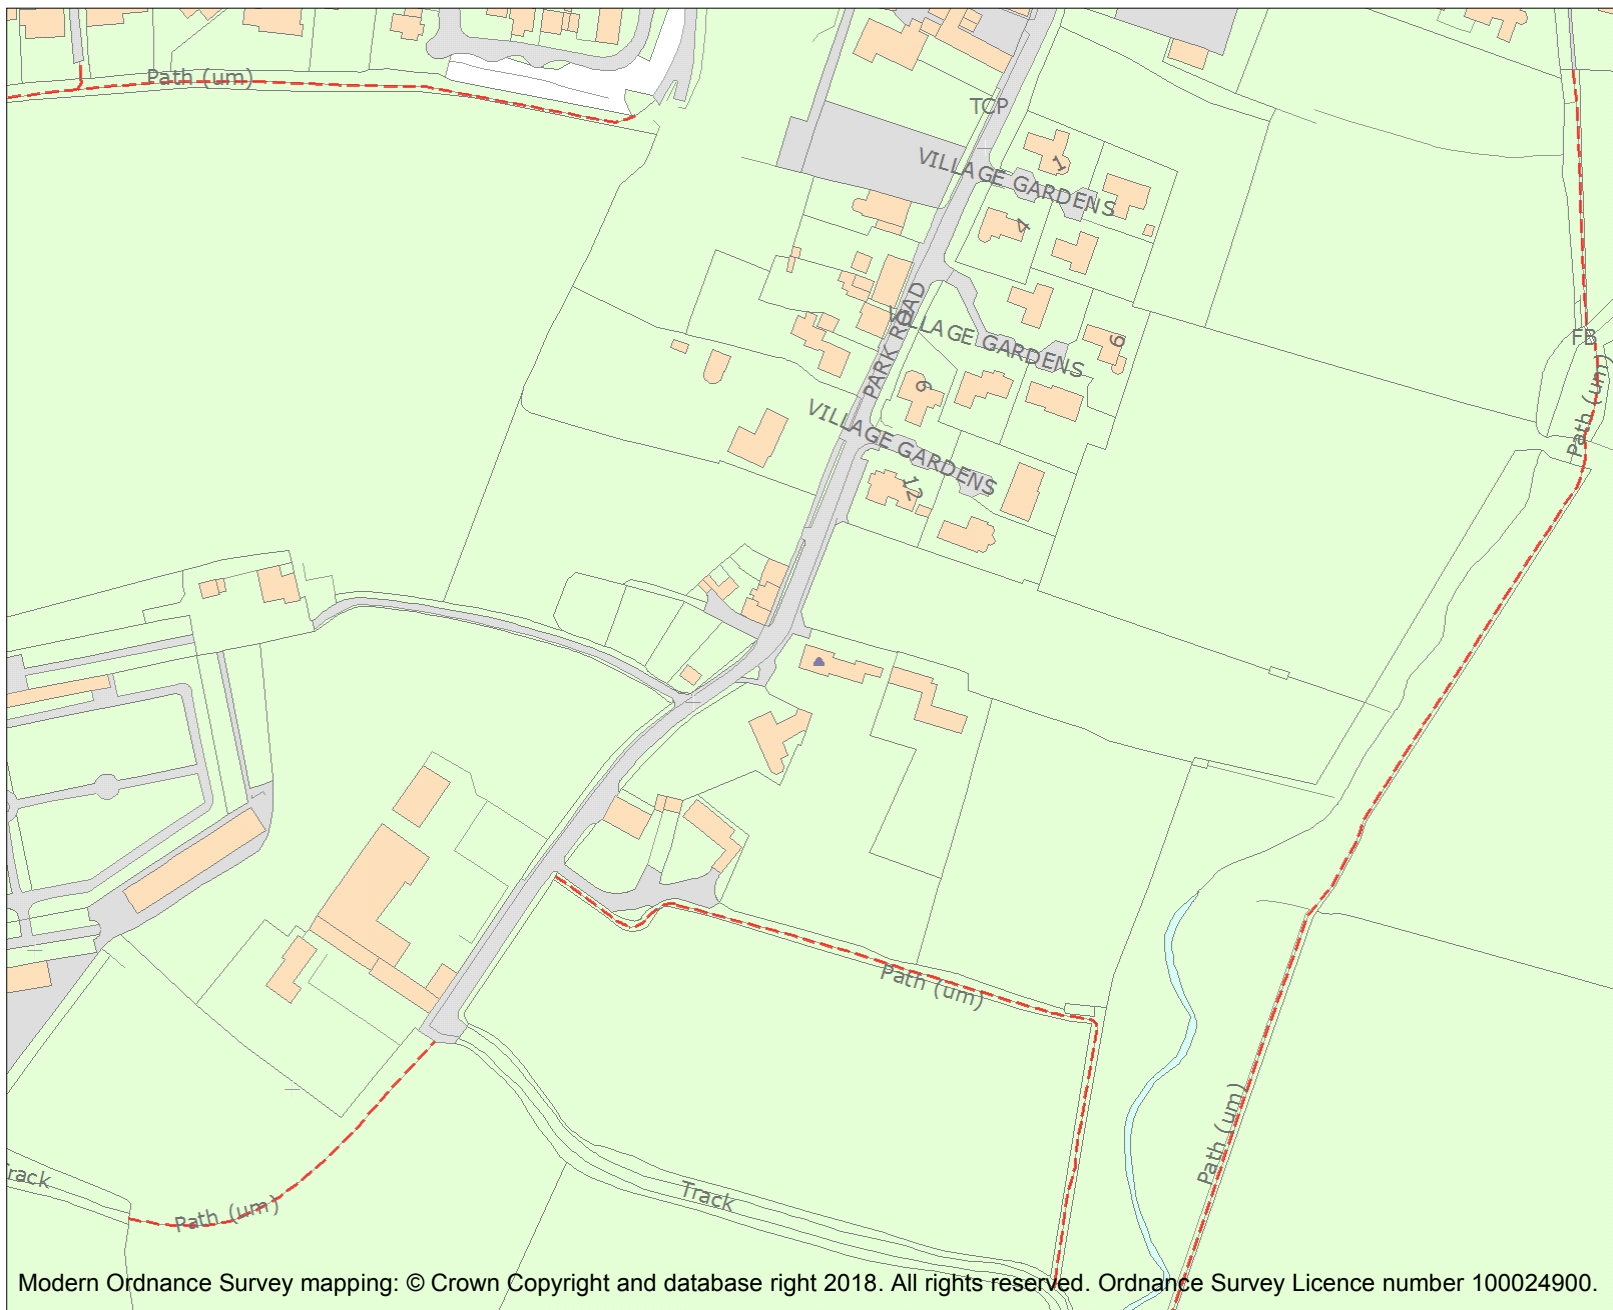 Path (um)
TCP
VILLAGE GARDENS
1
4
PARK ROAD
VILLAGE GARDENS
6
FB
Path (um)
9
VILLAGE GARDENS
12
Path (um)
Path (um)
Track
Path (um)
Track
Modern Ordnance Survey mapping: © Crown Copyright and database right 2018. All rights reserved. Ordnance Survey Licence number 100024900.